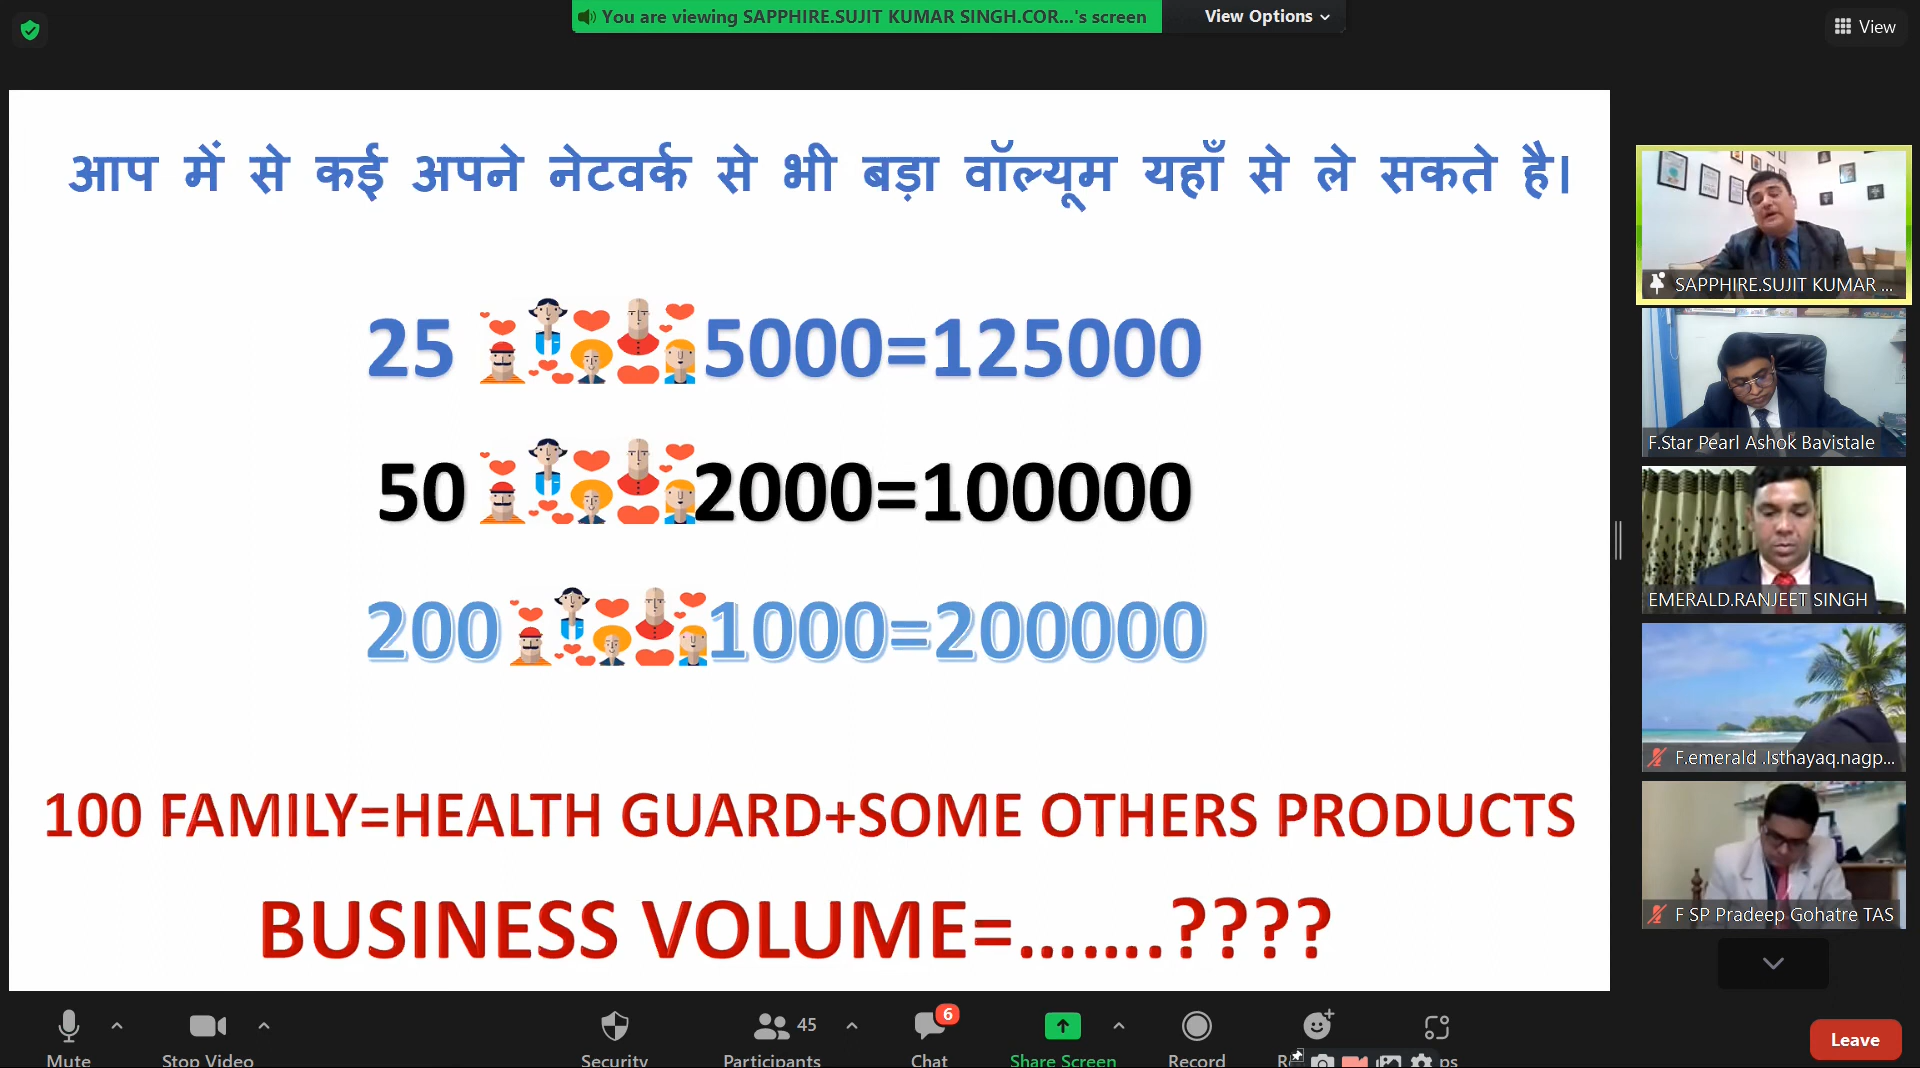 You are viewing SAPPHIRE.SUJIT KUMAR SINGH.COR...'s screen
View Options
View
आप में से कई अपने नेटवर्क से भी बड़ा वॉल्यूम यहाँ से ले सकते है।
25 5000=125000
50 2000=100000
200 1000=200000
100 FAMILY=HEALTH GUARD+SOME OTHERS PRODUCTS
BUSINESS VOLUME=.......????
SAPPHIRE.SUJIT KUMAR ...
F.Star Pearl Ashok Bavistale
EMERALD.RANJEET SINGH
F.emerald .Isthayaq.nagp...
F SP Pradeep Gohatre TAS
Mute
Stop Video
Security
Participants
45
Chat
6
Share Screen
Record
Leave